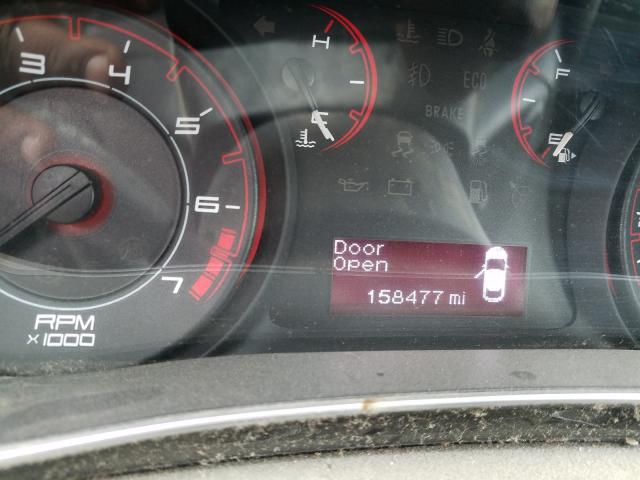 3
4
5
6
7
RPM
x1000
H
E
ECO
BRAKE
F
E
Door
Open
158477 mi